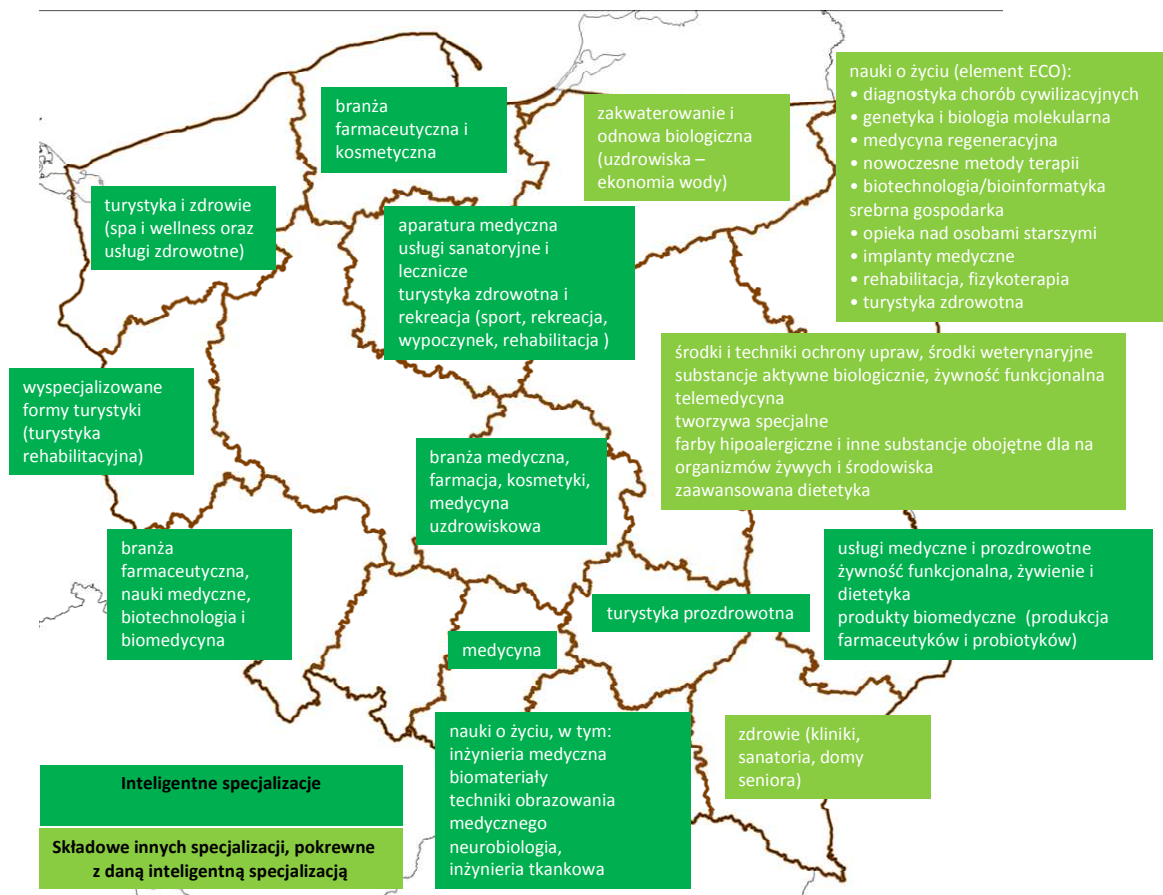 branża
farmaceutyczna i
kosmetyczna
zakwaterowanie i
odnowa biologiczna
(uzdrowiska –
ekonomia wody)
nauki o życiu (element ECO):
• diagnostyka chorób cywilizacyjnych
• genetyka i biologia molekularna
• medycyna regeneracyjna
• nowoczesne metody terapii
• biotechnologia/bioinformatyka
srebrna gospodarka
• opieka nad osobami starszymi
• implanty medyczne
• rehabilitacja, fizykoterapia
• turystyka zdrowotna
turystyka i zdrowie
(spa i wellness oraz
usługi zdrowotne)
aparatura medyczna
usługi sanatoryjne i
lecznicze
turystyka zdrowotna i
rekreacja (sport, rekreacja,
wypoczynek, rehabilitacja )
środki i techniki ochrony upraw, środki weterynaryjne
substancje aktywne biologicznie, żywność funkcjonalna
telemedycyna
tworzywa specjalne
farby hipoalergiczne i inne substancje obojętne dla na
organizmów żywych i środowiska
zaawansowana dietetyka
wyspecjalizowane
formy turystyki
(turystyka
rehabilitacyjna)
branża medyczna,
farmacja, kosmetyki,
medycyna
uzdrowiskowa
branża
farmaceutyczna,
nauki medyczne,
biotechnologia i
biomedycyna
usługi medyczne i prozdrowotne
żywność funkcjonalna, żywienie i
dietetyka
produkty biomedyczne (produkcja
farmaceutyków i probiotyków)
turystyka prozdrowotna
medycyna
nauki o życiu, w tym:
inżynieria medyczna
biomateriały
techniki obrazowania
medycznego
neurobiologia,
inżynieria tkankowa
zdrowie (kliniki,
sanatoria, domy
seniora)
Inteligentne specjalizacje
Składowe innych specjalizacji, pokrewne
z daną inteligentną specjalizacją